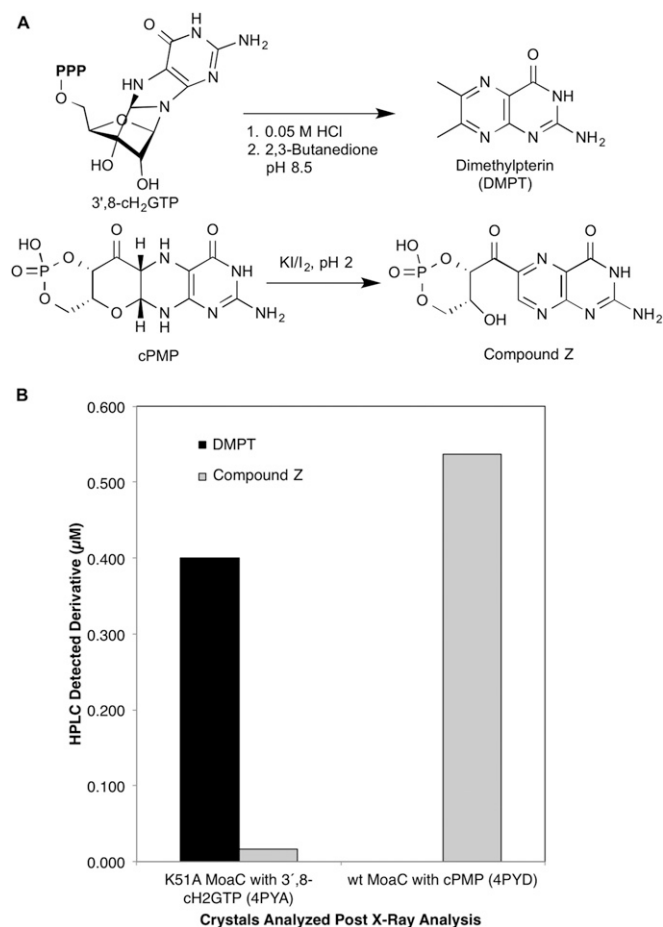 A
O
H
N
NH₂
N
N
HN
PPP
O
O
HO
OH
3',8-cH₂GTP
1. 0.05 M HCl
2. 2,3-Butanedione
pH 8.5
O
N
NH
N
N
NH₂
Dimethylpterin
(DMPT)
HO
O=P
O
O
O
H
H
N
O
NH
O
H
N
H
N
NH₂
cPMP
KI/I₂, pH 2
HO
O=P
O
O
O
OH
N
O
NH
N
N
NH₂
Compound Z
B
0.600
0.500
0.400
0.300
0.200
0.100
0.000
HPLC Detected Derivative (µM)
DMPT
Compound Z
K51A MoaC with 3´,8-
cH2GTP (4PYA)
wt MoaC with cPMP (4PYD)
Crystals Analyzed Post X-Ray Analysis